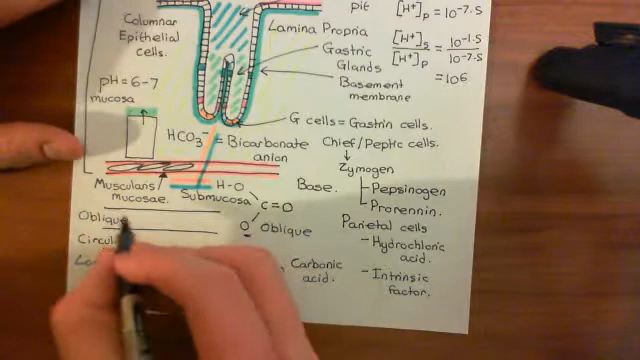 pit
[H⁺]p = 10^-7.5
Columnar
Epithelial
cells.
Lamina Propria
[H⁺]s / [H⁺]p = 10^-1.5 / 10^-7.5
= 10^6
Gastric
Glands
Basement
membrane
pH = 6-7
mucosa
G cells = Gastrin cells.
HCO₃⁻ = Bicarbonate
anion
Chief/Peptic cells.
Zymogen
Pepsinogen
Prorennin.
Muscularis
mucosae.
Submucosa
H-O
C=O
O
Base.
Oblique
Oblique
Parietal cells
- Hydrochloric
acid.
- Intrinsic
factor.
Carbonic
acid.